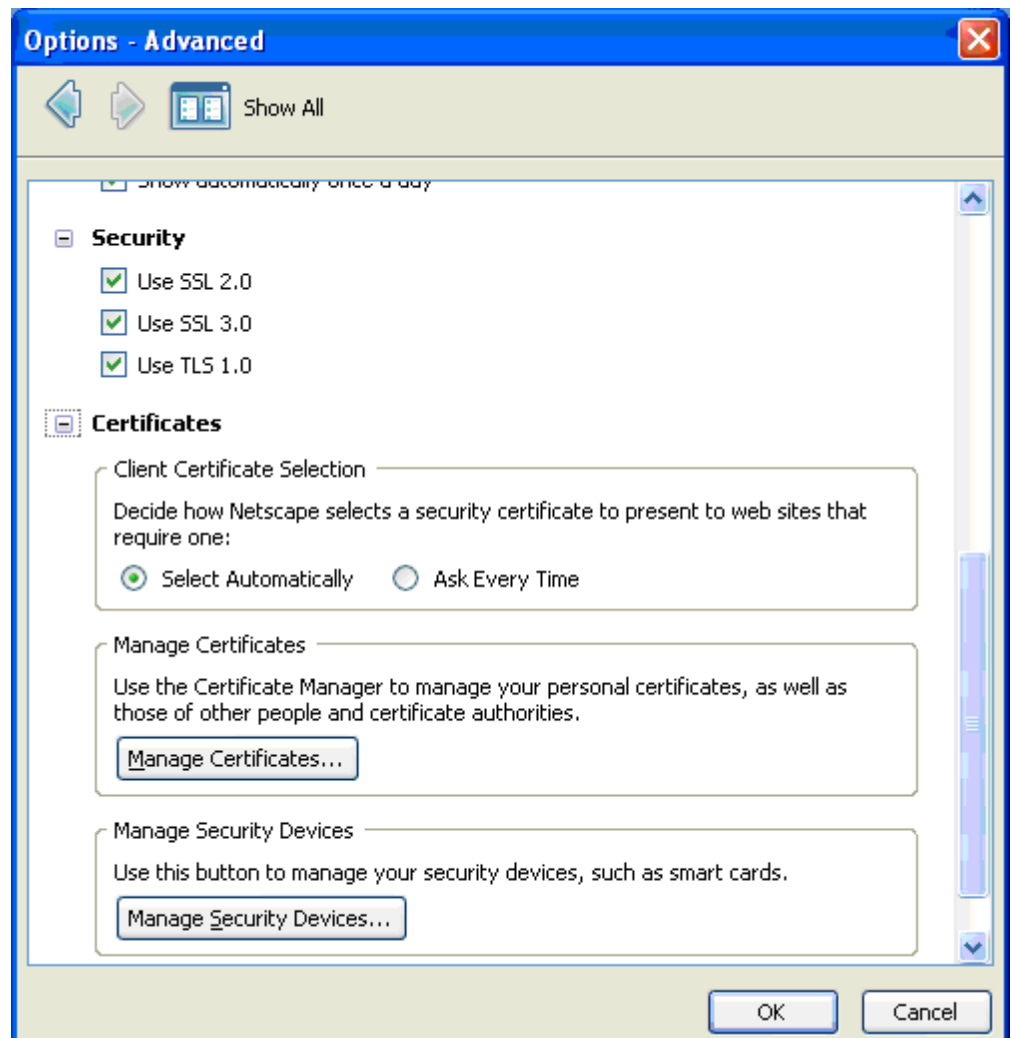 Options - Advanced
Show All
Show automatically once a day
Security
Use SSL 2.0
Use SSL 3.0
Use TLS 1.0
Certificates
Client Certificate Selection
Decide how Netscape selects a security certificate to present to web sites that
require one:
Select Automatically Ask Every Time
Manage Certificates
Use the Certificate Manager to manage your personal certificates, as well as
those of other people and certificate authorities.
Manage Certificates...
Manage Security Devices
Use this button to manage your security devices, such as smart cards.
Manage Security Devices...
OK Cancel